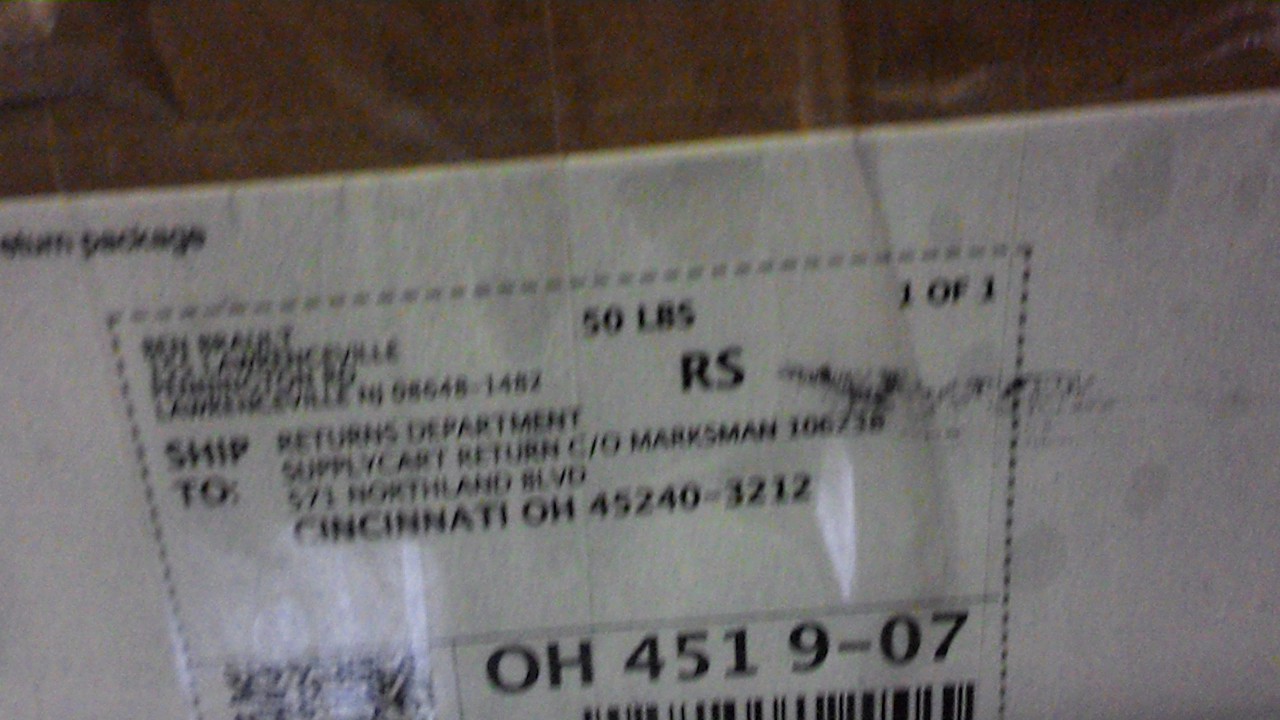 package
50 LBS
1 OF 1
RS
LAWRENCEVILLE
LAWRENCEVILLE NJ 08648-1482
SHIP
TO:
RETURNS DEPARTMENT
SUPPLYCART RETURN C/O MARKSMAN
571 NORTHLAND BLVD
CINCINNATI OH 45240-3212
OH 451 9-07